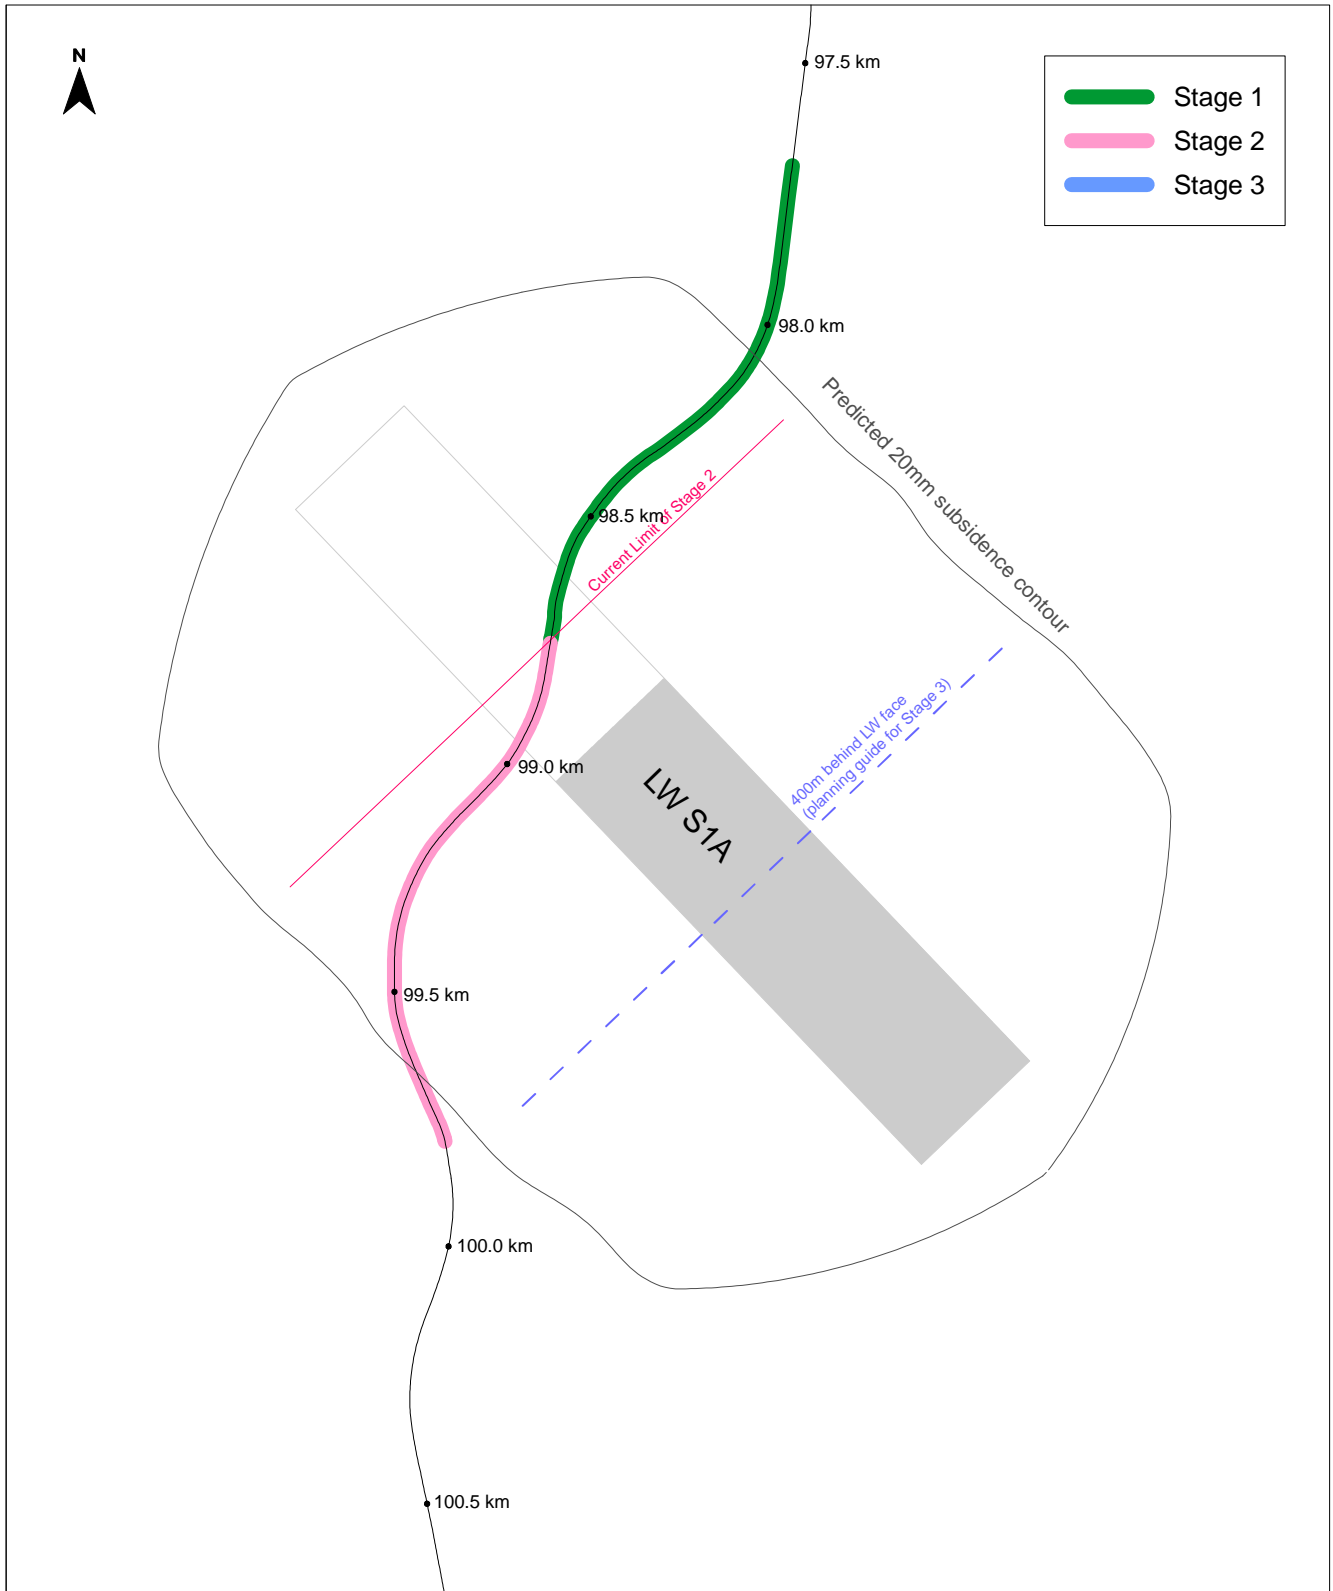 N
97.5 km
Stage 1
Stage 2
Stage 3
98.0 km
Predicted 20mm subsidence contour
98.5 km
Current Limit of Stage 2
400m behind LW face
(planning guide for Stage 3)
99.0 km
LW S1A
99.5 km
100.0 km
100.5 km